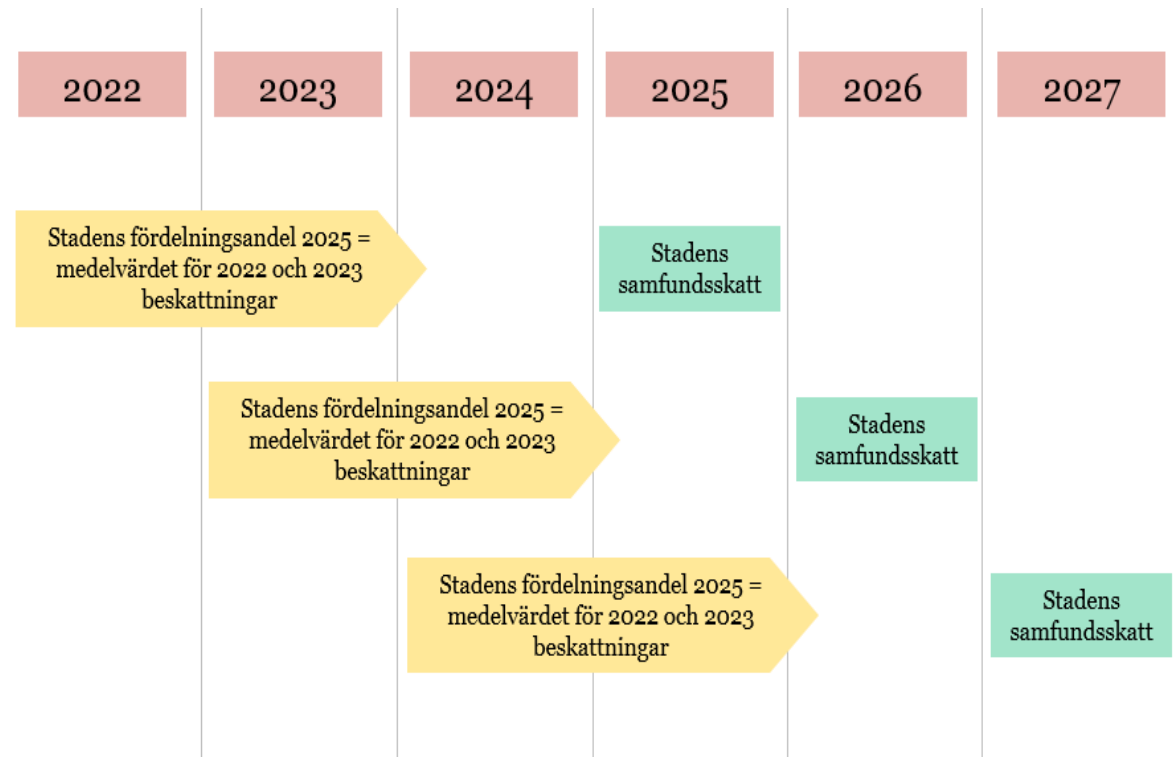 2022
2023
2024
2025
2026
2027
Stadens fördelningsandel 2025 =
medelvärdet för 2022 och 2023
beskattningar
Stadens
samfundsskatt
Stadens fördelningsandel 2025 =
medelvärdet för 2022 och 2023
beskattningar
Stadens
samfundsskatt
Stadens fördelningsandel 2025 =
medelvärdet för 2022 och 2023
beskattningar
Stadens
samfundsskatt